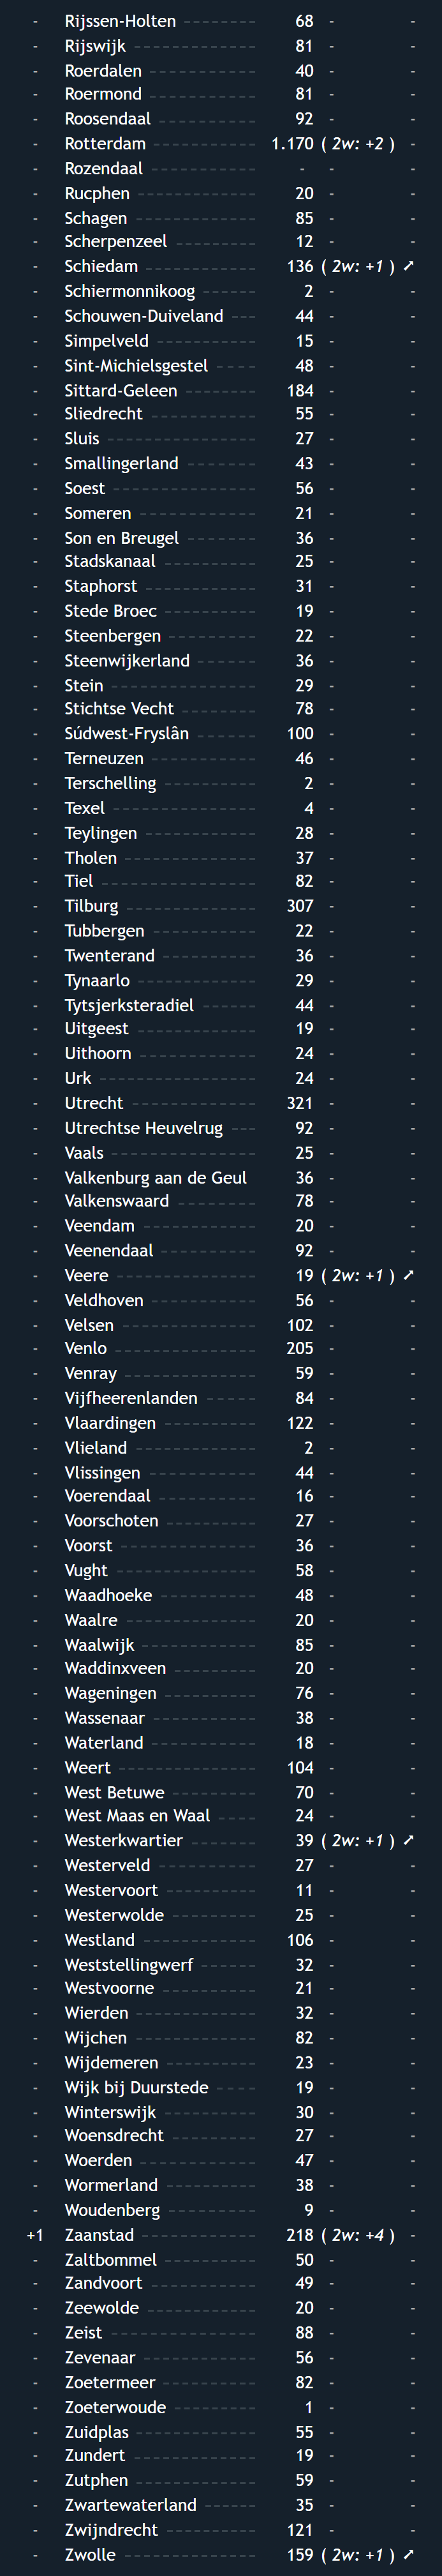 - Rijssen-Holten 68 - -
- Rijswijk 81 - -
- Roerdalen 40 - -
- Roermond 81 - -
- Roosendaal 92 - -
- Rotterdam 1.170 ( 2w: +2 ) -
- Rozendaal - - -
- Rucphen 20 - -
- Schagen 85 - -
- Scherpenzeel 12 - -
- Schiedam 136 ( 2w: +1 ) ➚
- Schiermonnikoog 2 - -
- Schouwen-Duiveland 44 - -
- Simpelveld 15 - -
- Sint-Michielsgestel 48 - -
- Sittard-Geleen 184 - -
- Sliedrecht 55 - -
- Sluis 27 - -
- Smallingerland 43 - -
- Soest 56 - -
- Someren 21 - -
- Son en Breugel 36 - -
- Stadskanaal 25 - -
- Staphorst 31 - -
- Stede Broec 19 - -
- Steenbergen 22 - -
- Steenwijkerland 36 - -
- Stein 29 - -
- Stichtse Vecht 78 - -
- Súdwest-Fryslân 100 - -
- Terneuzen 46 - -
- Terschelling 2 - -
- Texel 4 - -
- Teylingen 28 - -
- Tholen 37 - -
- Tiel 82 - -
- Tilburg 307 - -
- Tubbergen 22 - -
- Twenterand 36 - -
- Tynaarlo 29 - -
- Tytsjerksteradiel 44 - -
- Uitgeest 19 - -
- Uithoorn 24 - -
- Urk 24 - -
- Utrecht 321 - -
- Utrechtse Heuvelrug 92 - -
- Vaals 25 - -
- Valkenburg aan de Geul 36 - -
- Valkenswaard 78 - -
- Veendam 20 - -
- Veenendaal 92 - -
- Veere 19 ( 2w: +1 ) ➚
- Veldhoven 56 - -
- Velsen 102 - -
- Venlo 205 - -
- Venray 59 - -
- Vijfheerenlanden 84 - -
- Vlaardingen 122 - -
- Vlieland 2 - -
- Vlissingen 44 - -
- Voerendaal 16 - -
- Voorschoten 27 - -
- Voorst 36 - -
- Vught 58 - -
- Waadhoeke 48 - -
- Waalre 20 - -
- Waalwijk 85 - -
- Waddinxveen 20 - -
- Wageningen 76 - -
- Wassenaar 38 - -
- Waterland 18 - -
- Weert 104 - -
- West Betuwe 70 - -
- West Maas en Waal 24 - -
- Westerkwartier 39 ( 2w: +1 ) ➚
- Westerveld 27 - -
- Westervoort 11 - -
- Westerwolde 25 - -
- Westland 106 - -
- Weststellingwerf 32 - -
- Westvoorne 21 - -
- Wierden 32 - -
- Wijchen 82 - -
- Wijdemeren 23 - -
- Wijk bij Duurstede 19 - -
- Winterswijk 30 - -
- Woensdrecht 27 - -
- Woerden 47 - -
- Wormerland 38 - -
- Woudenberg 9 - -
+1 Zaanstad 218 ( 2w: +4 ) -
- Zaltbommel 50 - -
- Zandvoort 49 - -
- Zeewolde 20 - -
- Zeist 88 - -
- Zevenaar 56 - -
- Zoetermeer 82 - -
- Zoeterwoude 1 - -
- Zuidplas 55 - -
- Zundert 19 - -
- Zutphen 59 - -
- Zwartewaterland 35 - -
- Zwijndrecht 121 - -
- Zwolle 159 ( 2w: +1 ) ➚